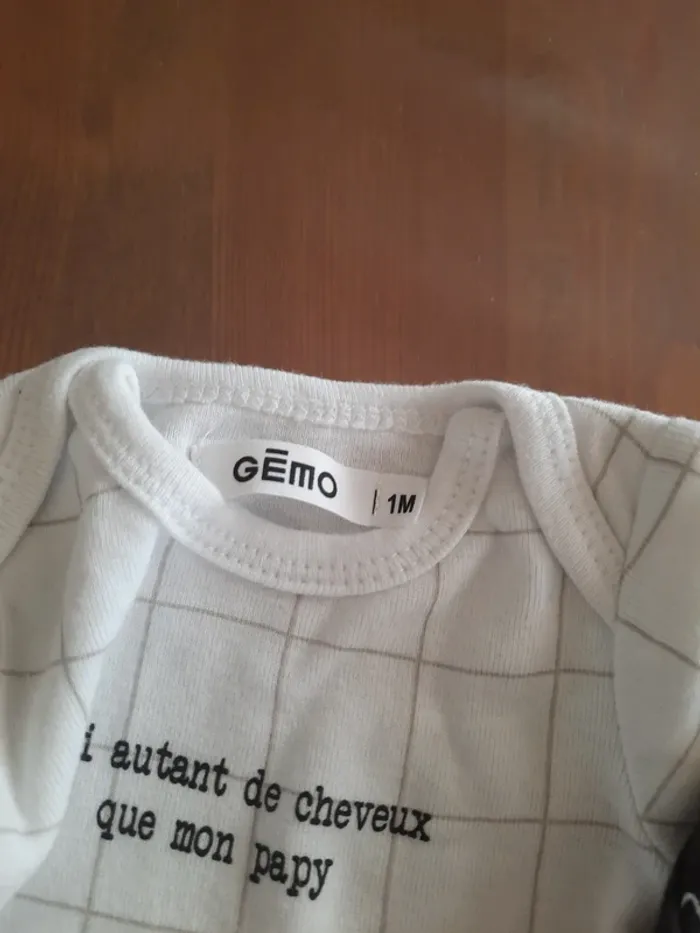 GĒMO
1M
i autant de cheveux
que mon papy